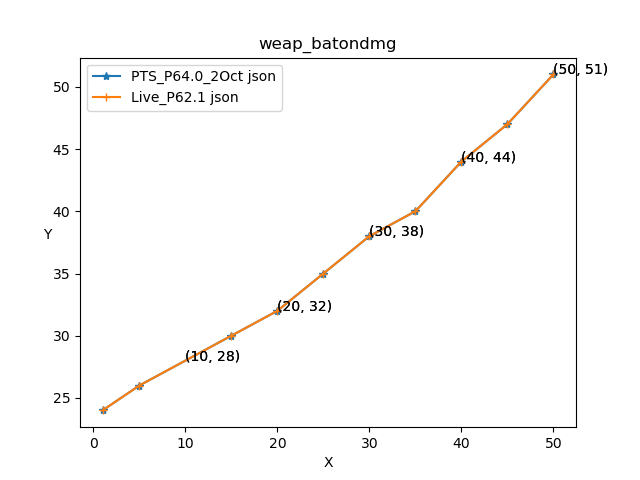 weap_batondmg
PTS_P64.0_2Oct json
Live_P62.1 json
(50, 51)
(40, 44)
(30, 38)
(20, 32)
(10, 28)
50
45
40
35
30
25
Y
0 10 20 30 40 50
X